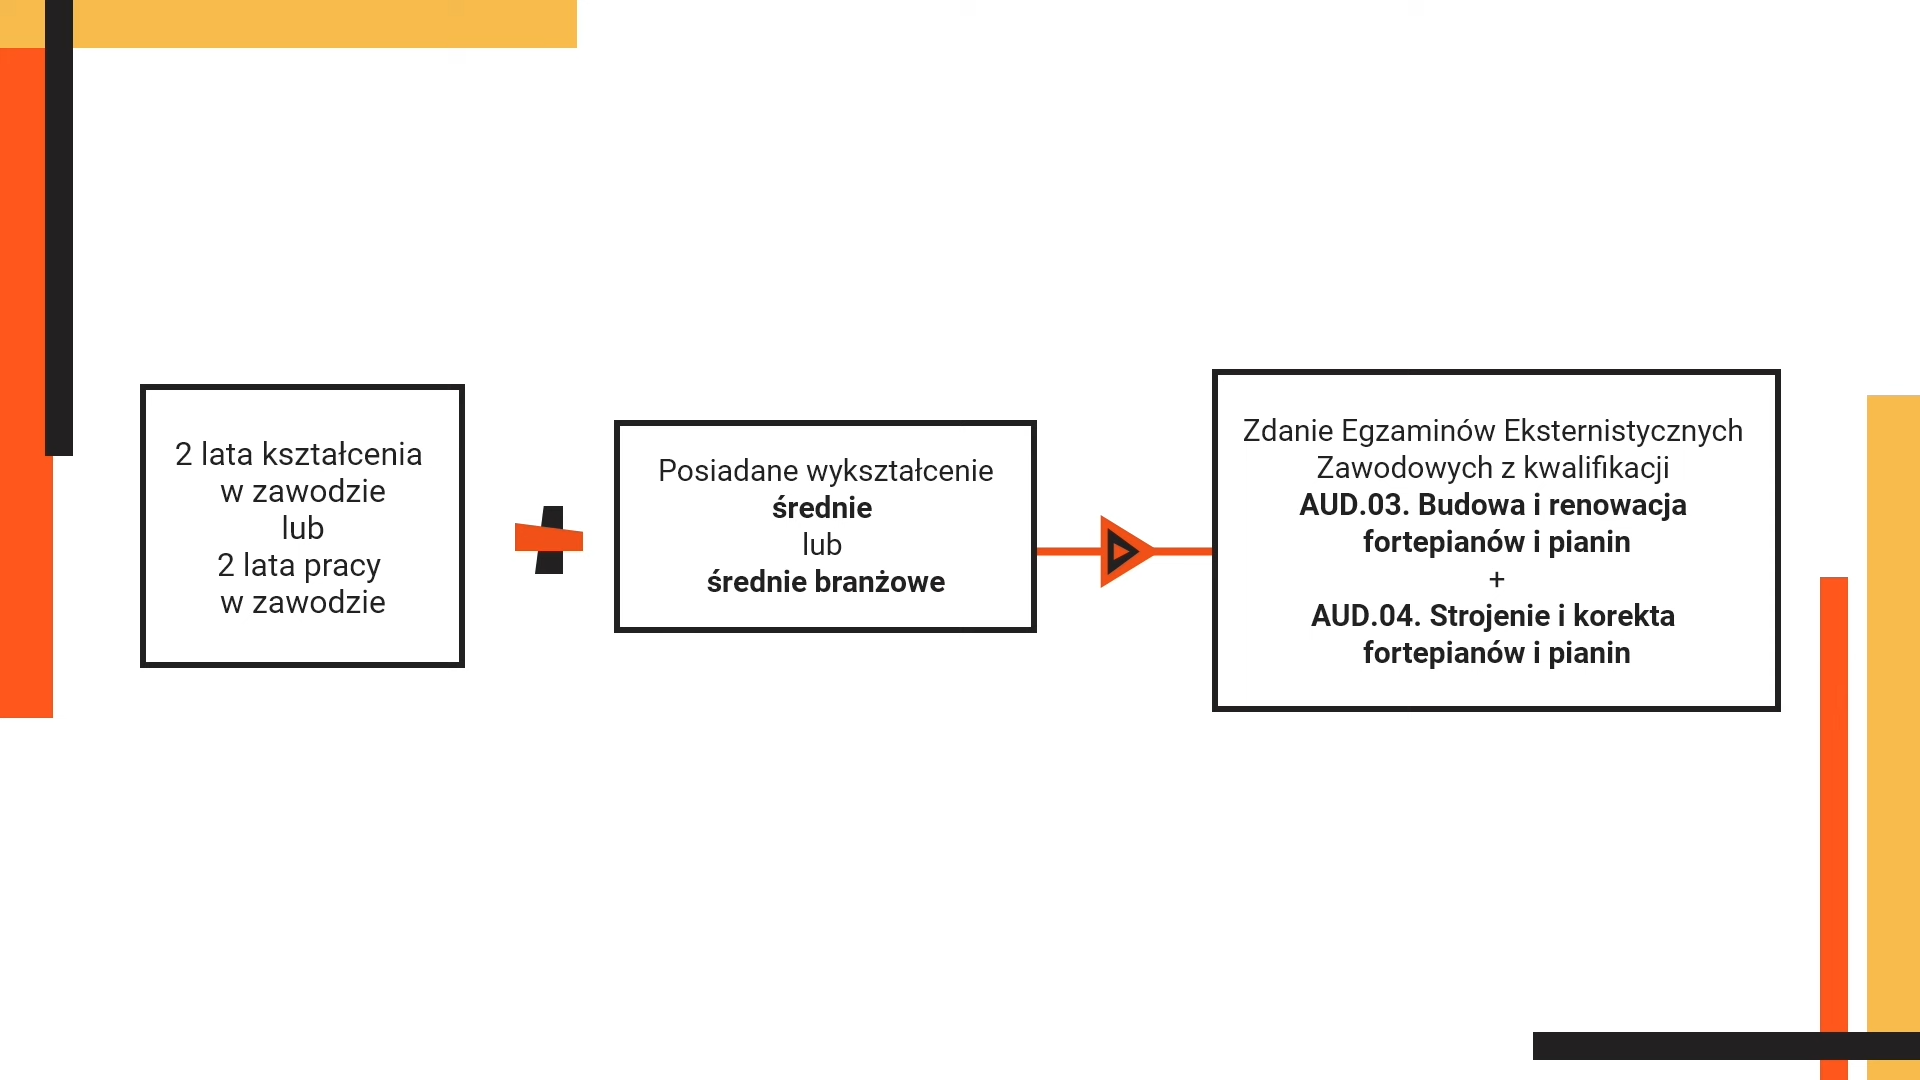 2 lata kształcenia
w zawodzie
lub
2 lata pracy
w zawodzie
Posiadane wykształcenie
średnie
lub
średnie branżowe
Zdanie Egzaminów Eksternistycznych
Zawodowych z kwalifikacji
AUD.03. Budowa i renowacja
fortepianów i pianin
+
AUD.04. Strojenie i korekta
fortepianów i pianin